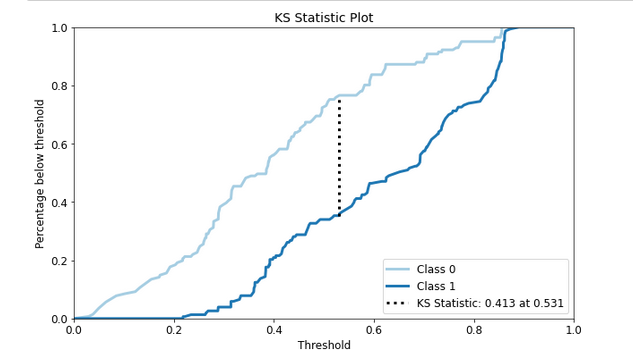 KS Statistic Plot
1.0
0.8
0.6
0.4
0.2
0.0
Percentage below threshold
Class 0
Class 1
KS Statistic: 0.413 at 0.531
0.0 0.2 0.4 0.6 0.8 1.0
Threshold